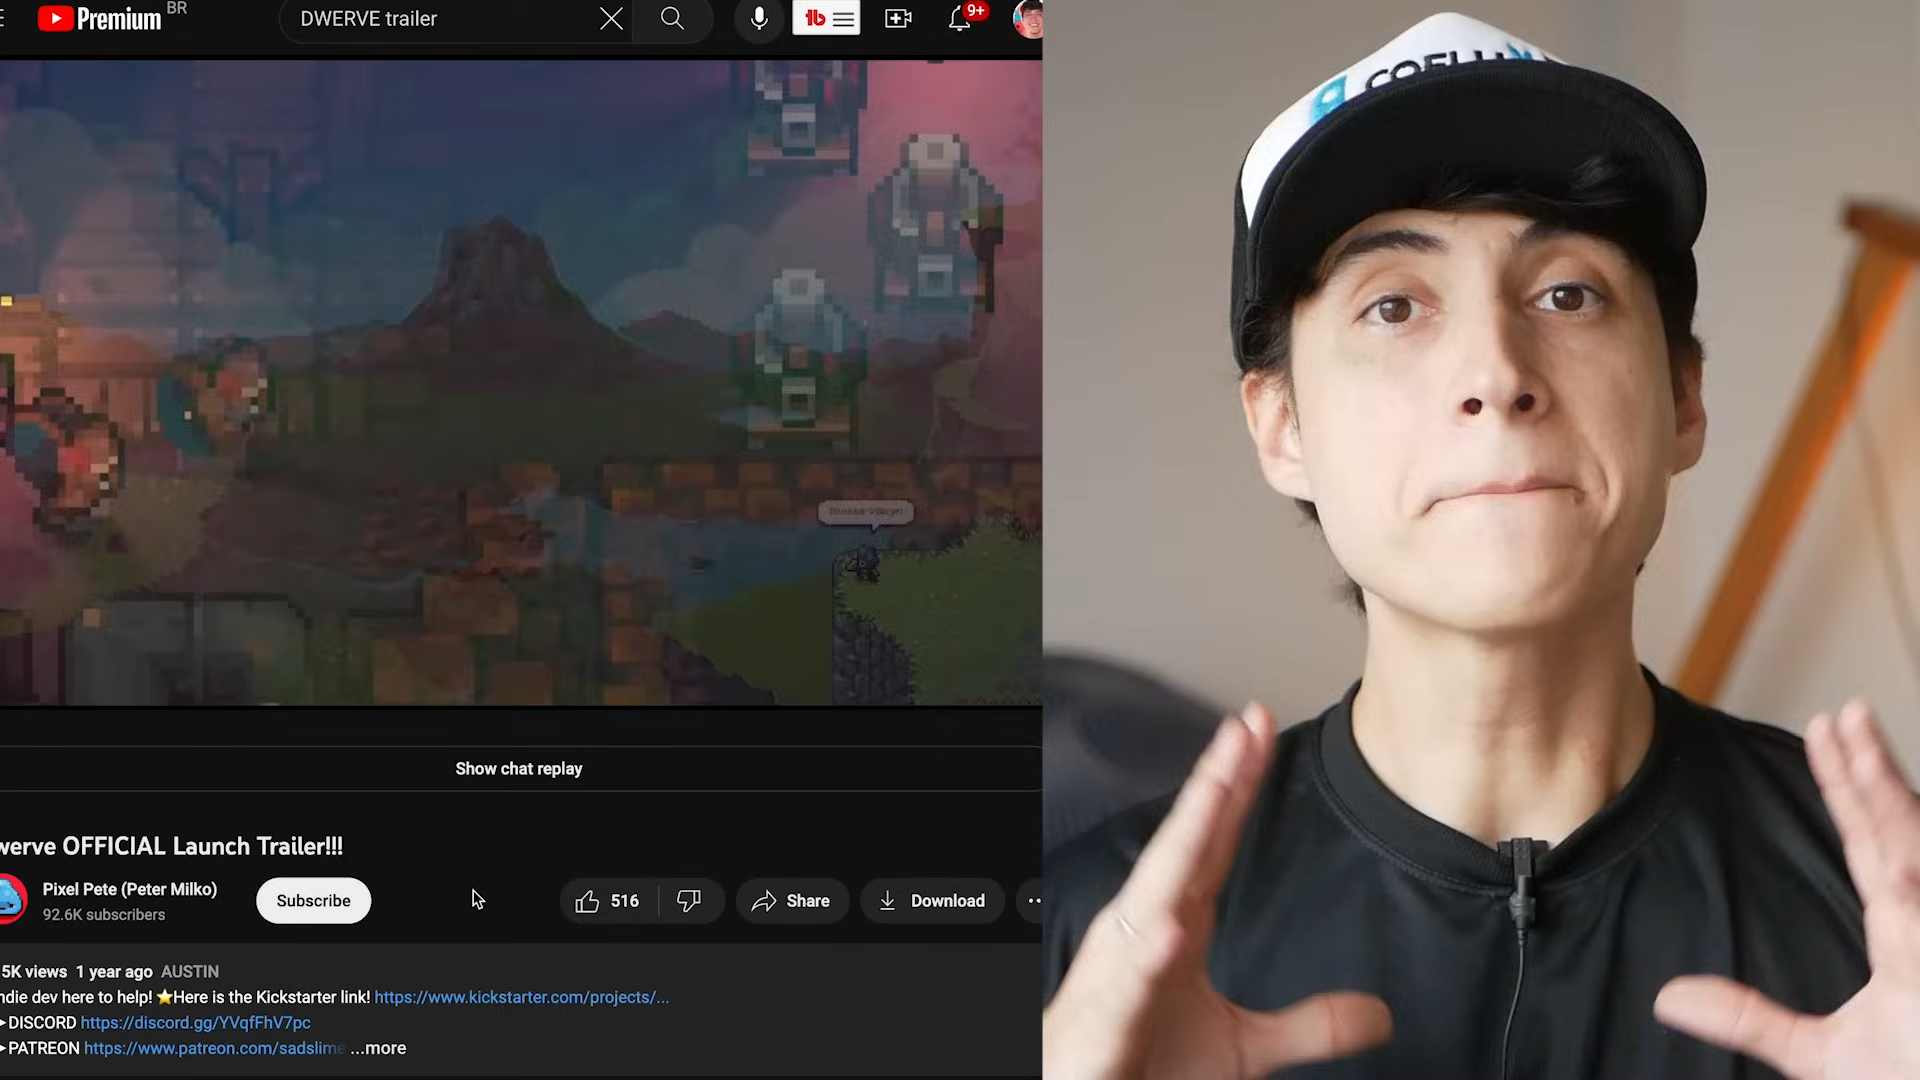 Premium BR
DWERVE trailer
tb
9+
Show chat replay
werve OFFICIAL Launch Trailer!!!
Pixel Pete (Peter Milko)
92.6K subscribers
Subscribe
516
Share
Download
5K views 1 year ago AUSTIN
ndie dev here to help! ⭐Here is the Kickstarter link! https://www.kickstarter.com/projects/...
DISCORD https://discord.gg/YVqfFhV7pc
PATREON https://www.patreon.com/sadslime ...more